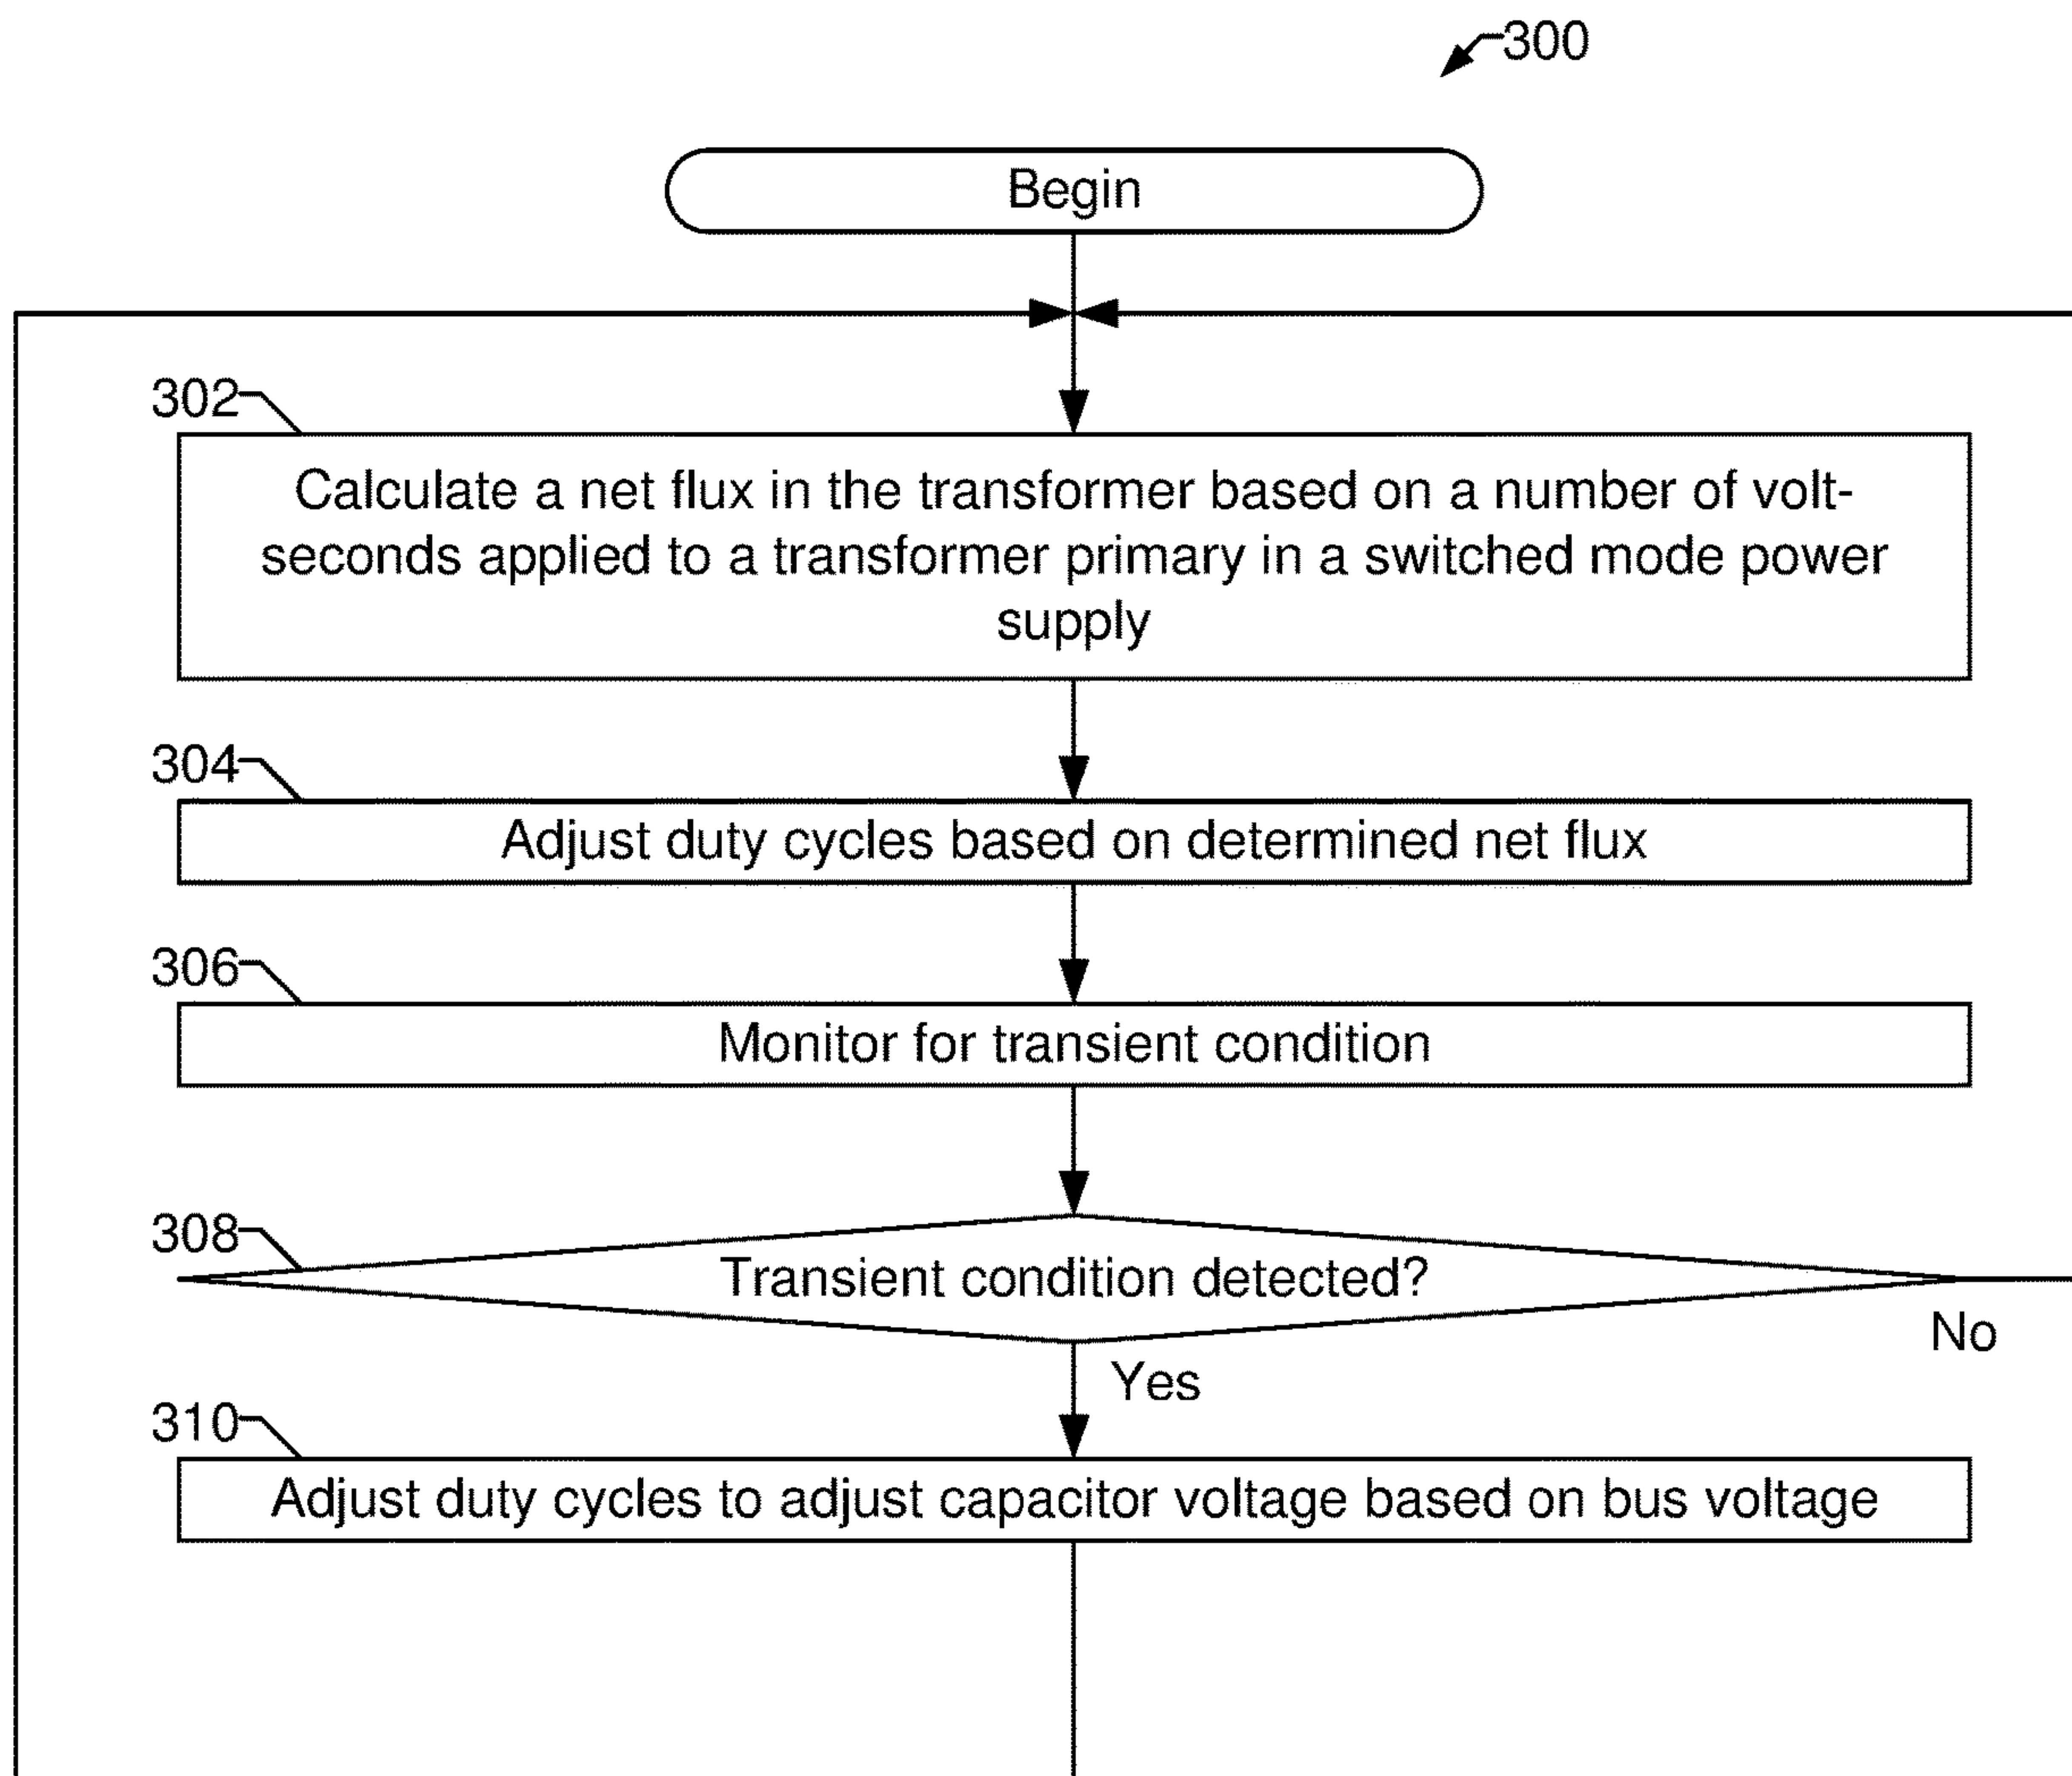 300
Begin
302
Calculate a net flux in the transformer based on a number of volt-
seconds applied to a transformer primary in a switched mode power
supply
304
Adjust duty cycles based on determined net flux
306
Monitor for transient condition
308
Transient condition detected?
No
Yes
310
Adjust duty cycles to adjust capacitor voltage based on bus voltage